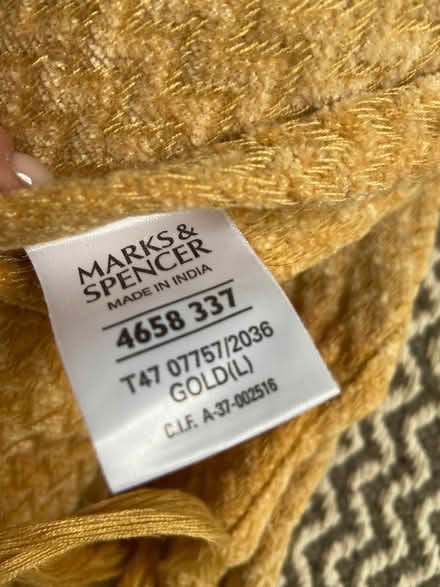 MARKS &
SPENCER
MADE IN INDIA
4658 337
T47 07757/2036
GOLD(L)
C.I.F. A-37-002516